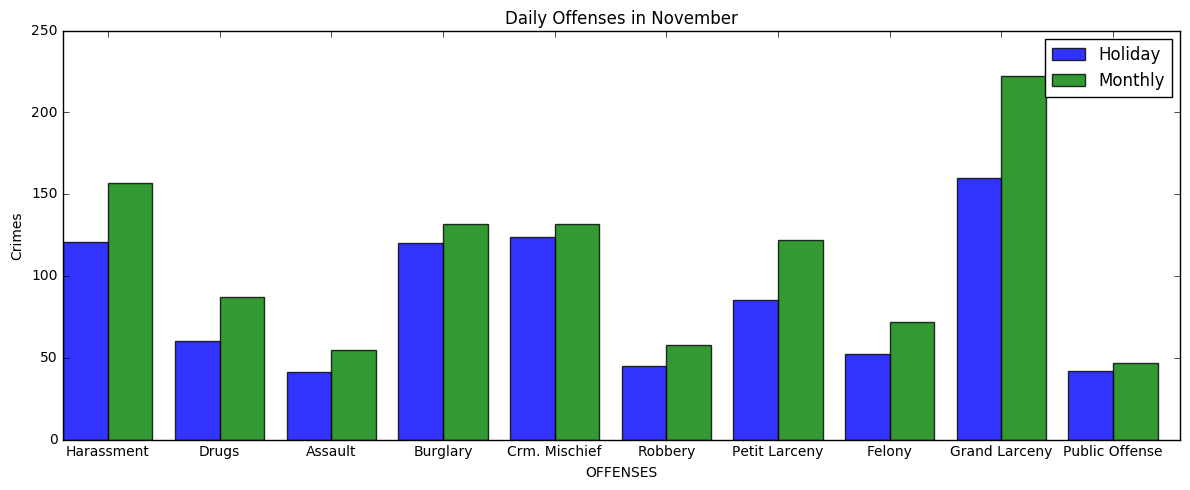 Daily Offenses in November
250
200
150
100
50
0
Crimes
Holiday
Monthly
Harassment Drugs Assault Burglary Crm. Mischief Robbery Petit Larceny Felony Grand Larceny Public Offense
OFFENSES